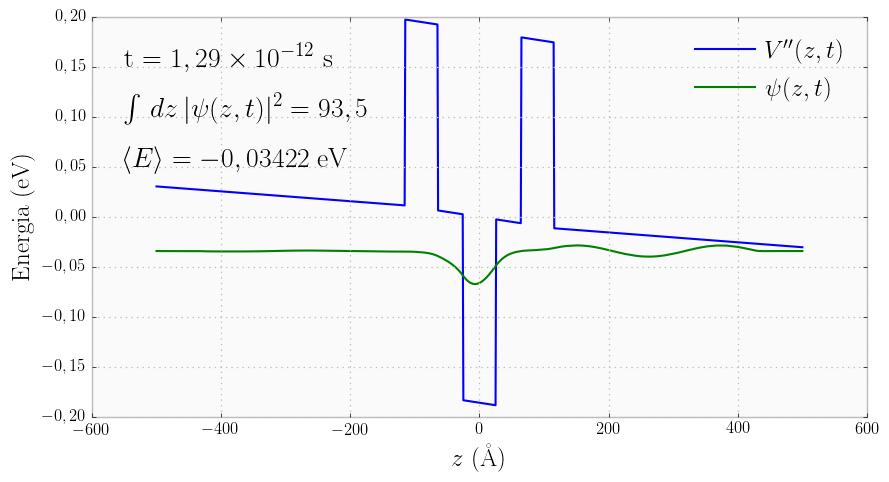 t = 1,29 × 10⁻¹² s
∫ dz |ψ(z,t)|² = 93,5
⟨E⟩ = −0,03422 eV
V″(z,t)
ψ(z,t)
Energia (eV)
0,20
0,15
0,10
0,05
0,00
−0,05
−0,10
−0,15
−0,20
−600 −400 −200 0 200 400 600
z (Å)